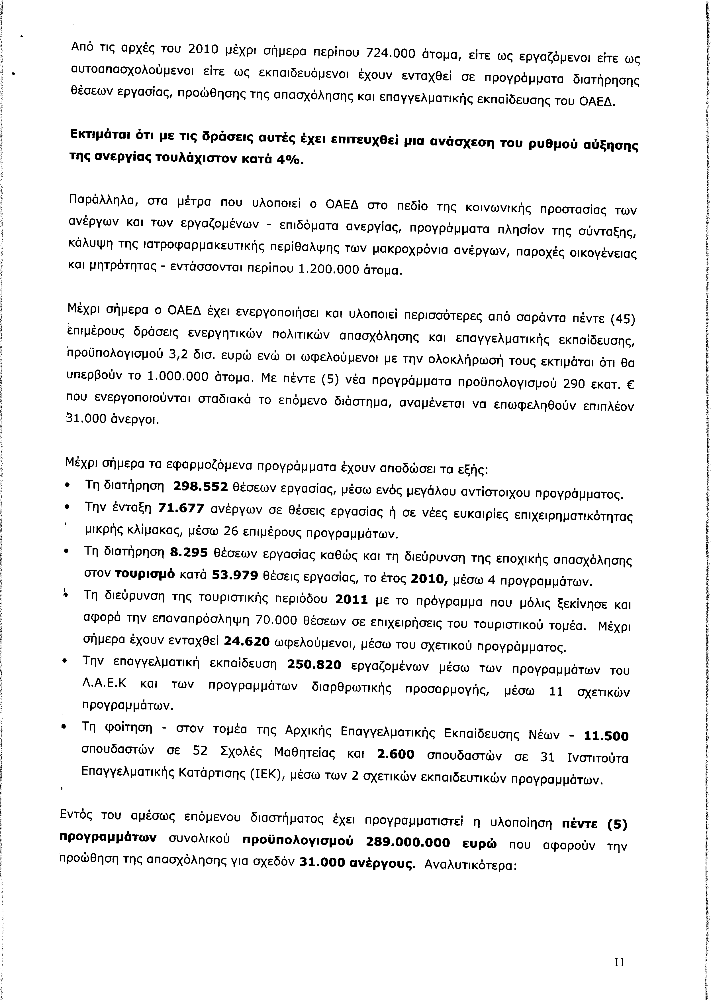 Από τις αρχές του 2010 μέχρι σήμερα περίπου 724.000 άτομα, είτε ως εργαζόμενοι είτε ως
αυτοαπασχολούμενοι είτε ως εκπαιδευόμενοι έχουν ενταχθεί σε προγράμματα διατήρησης
θέσεων εργασίας, προώθησης της απασχόλησης και επαγγελματικής εκπαίδευσης του ΟΑΕΔ.
Εκτιμάται ότι με τις δράσεις αυτές έχει επιτευχθεί μια ανάσχεση του ρυθμού αύξησης
της ανεργίας τουλάχιστον κατά 4%.
Παράλληλα, στα μέτρα που υλοποιεί ο ΟΑΕΔ στο πεδίο της κοινωνικής προστασίας των
ανέργων και των εργαζομένων - επιδόματα ανεργίας, προγράμματα πλησίον της σύνταξης,
κάλυψη της ιατροφαρμακευτικής περίθαλψης των μακροχρόνια ανέργων, παροχές οικογένειας
και μητρότητας - εντάσσονται περίπου 1.200.000 άτομα.
Μέχρι σήμερα ο ΟΑΕΔ έχει ενεργοποιήσει και υλοποιεί περισσότερες από σαράντα πέντε (45)
επιμέρους δράσεις ενεργητικών πολιτικών απασχόλησης και επαγγελματικής εκπαίδευσης,
προϋπολογισμού 3,2 δισ. ευρώ ενώ οι ωφελούμενοι με την ολοκλήρωσή τους εκτιμάται ότι θα
υπερβούν το 1.000.000 άτομα. Με πέντε (5) νέα προγράμματα προϋπολογισμού 290 εκατ. €
που ενεργοποιούνται σταδιακά το επόμενο διάστημα, αναμένεται να επωφεληθούν επιπλέον
31.000 άνεργοι.
Μέχρι σήμερα τα εφαρμοζόμενα προγράμματα έχουν αποδώσει τα εξής:
• Τη διατήρηση 298.552 θέσεων εργασίας, μέσω ενός μεγάλου αντίστοιχου προγράμματος.
• Την ένταξη 71.677 ανέργων σε θέσεις εργασίας ή σε νέες ευκαιρίες επιχειρηματικότητας
μικρής κλίμακας, μέσω 26 επιμέρους προγραμμάτων.
• Τη διατήρηση 8.295 θέσεων εργασίας καθώς και τη διεύρυνση της εποχικής απασχόλησης
στον τουρισμό κατά 53.979 θέσεις εργασίας, το έτος 2010, μέσω 4 προγραμμάτων.
• Τη διεύρυνση της τουριστικής περιόδου 2011 με το πρόγραμμα που μόλις ξεκίνησε και
αφορά την επαναπρόσληψη 70.000 θέσεων σε επιχειρήσεις του τουριστικού τομέα. Μέχρι
σήμερα έχουν ενταχθεί 24.620 ωφελούμενοι, μέσω του σχετικού προγράμματος.
• Την επαγγελματική εκπαίδευση 250.820 εργαζομένων μέσω των προγραμμάτων του
Λ.Α.Ε.Κ και των προγραμμάτων διαρθρωτικής προσαρμογής, μέσω 11 σχετικών
προγραμμάτων.
• Τη φοίτηση - στον τομέα της Αρχικής Επαγγελματικής Εκπαίδευσης Νέων - 11.500
σπουδαστών σε 52 Σχολές Μαθητείας και 2.600 σπουδαστών σε 31 Ινστιτούτα
Επαγγελματικής Κατάρτισης (ΙΕΚ), μέσω των 2 σχετικών εκπαιδευτικών προγραμμάτων.
Εντός του αμέσως επόμενου διαστήματος έχει προγραμματιστεί η υλοποίηση πέντε (5)
προγραμμάτων συνολικού προϋπολογισμού 289.000.000 ευρώ που αφορούν την
προώθηση της απασχόλησης για σχεδόν 31.000 ανέργους. Αναλυτικότερα:
11